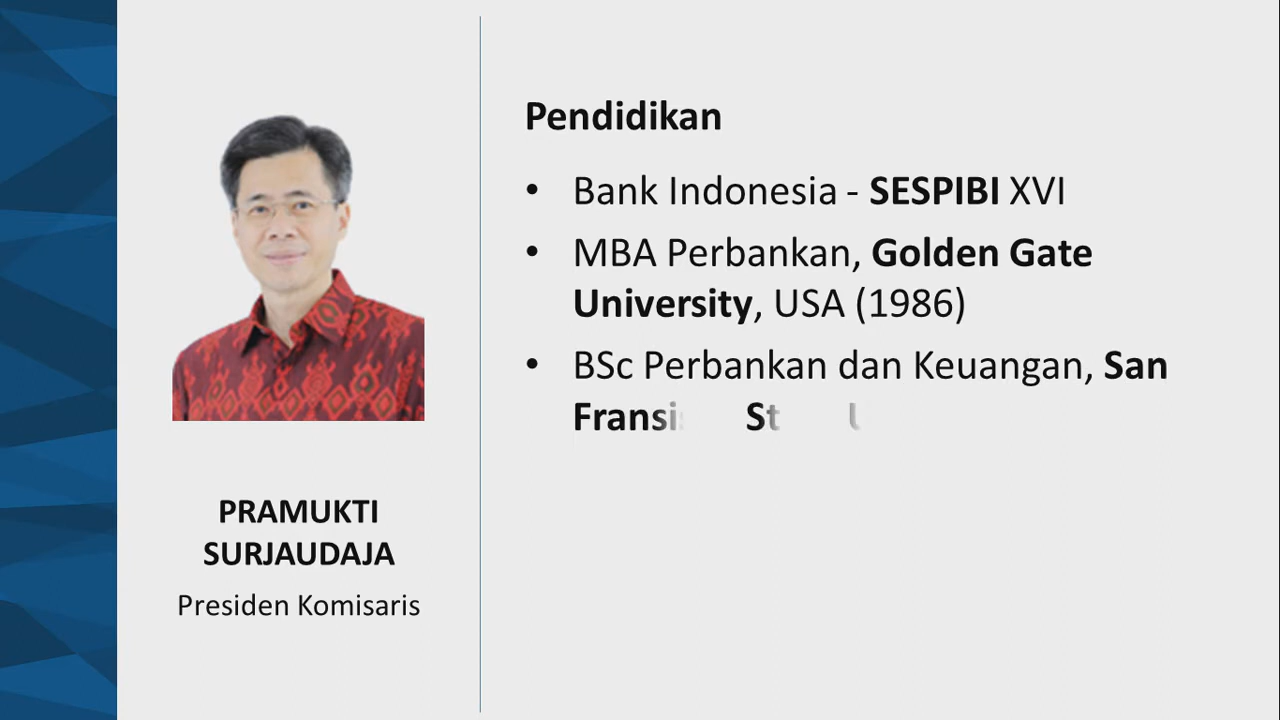 Pendidikan
• Bank Indonesia - SESPIBI XVI
• MBA Perbankan, Golden Gate
University, USA (1986)
• BSc Perbankan dan Keuangan, San
PRAMUKTI
SURJAUDAJA
Presiden Komisaris